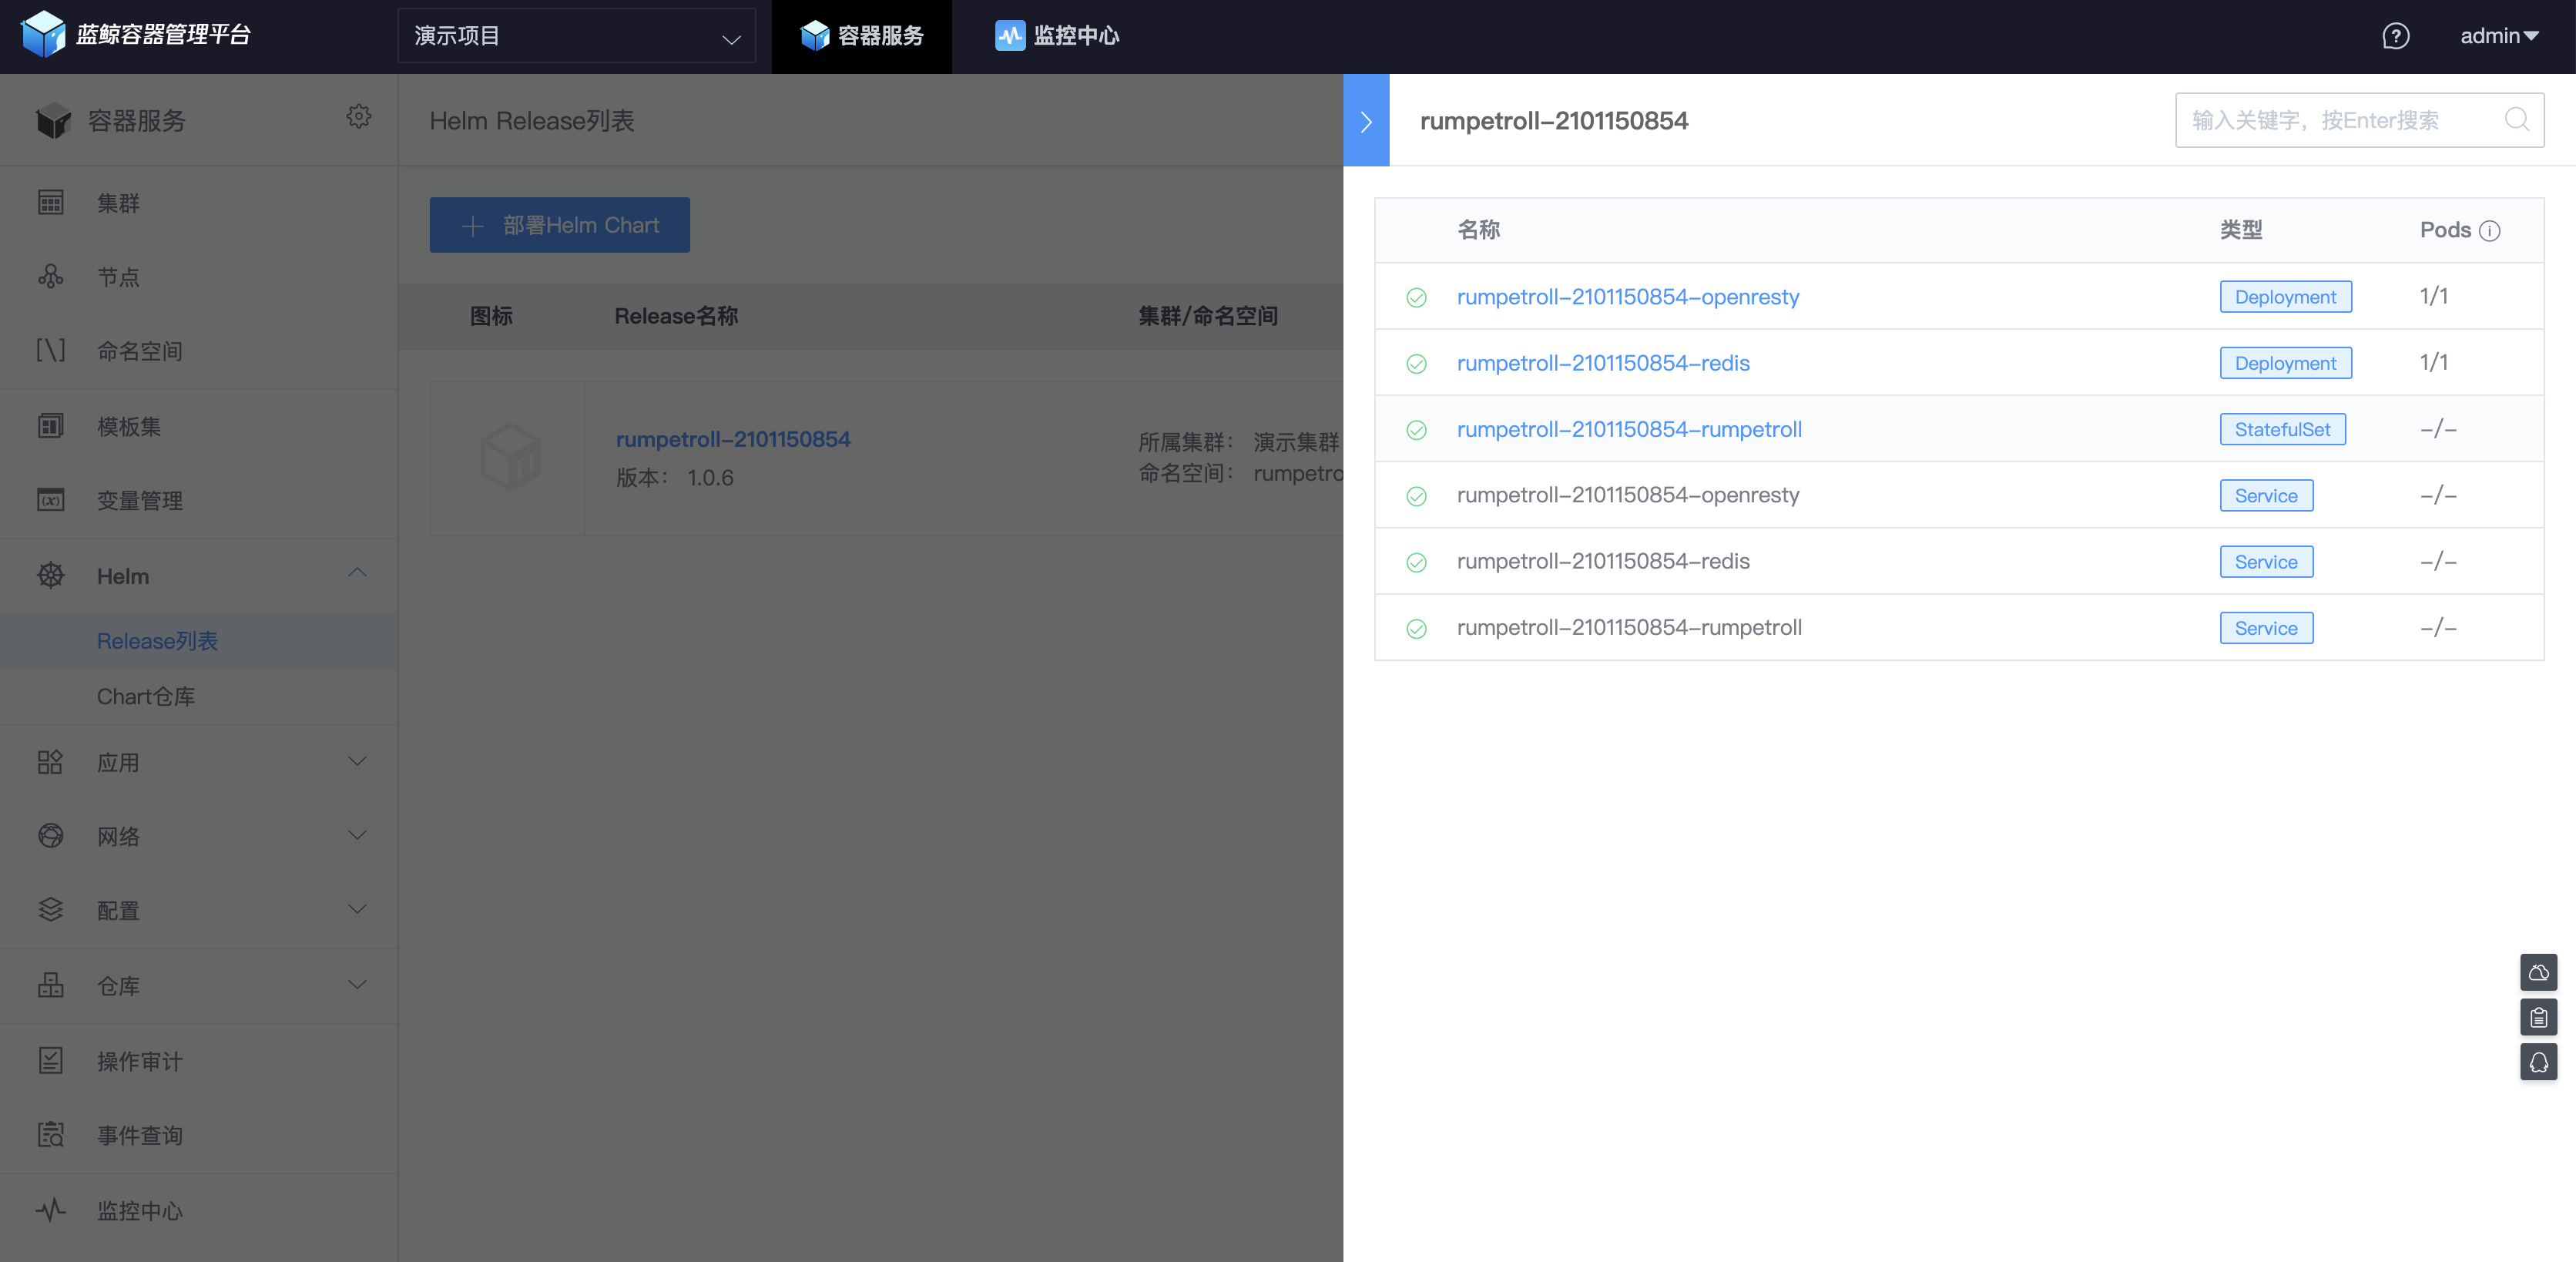 蓝鲸容器管理平台
演示项目
容器服务
监控中心
admin
容器服务
集群
节点
[\] 命名空间
模板集
(x) 变量管理
Helm
Release列表
Chart仓库
应用
网络
配置
仓库
操作审计
事件查询
监控中心
Helm Release列表
+ 部署Helm Chart
图标 Release名称 集群/命名空间
rumpetroll-2101150854
版本： 1.0.6
所属集群： 演示集群
命名空间： rumpetro
rumpetroll-2101150854
输入关键字，按Enter搜索
名称 类型 Pods
rumpetroll-2101150854-openresty Deployment 1/1
rumpetroll-2101150854-redis Deployment 1/1
rumpetroll-2101150854-rumpetroll StatefulSet -/-
rumpetroll-2101150854-openresty Service -/-
rumpetroll-2101150854-redis Service -/-
rumpetroll-2101150854-rumpetroll Service -/-